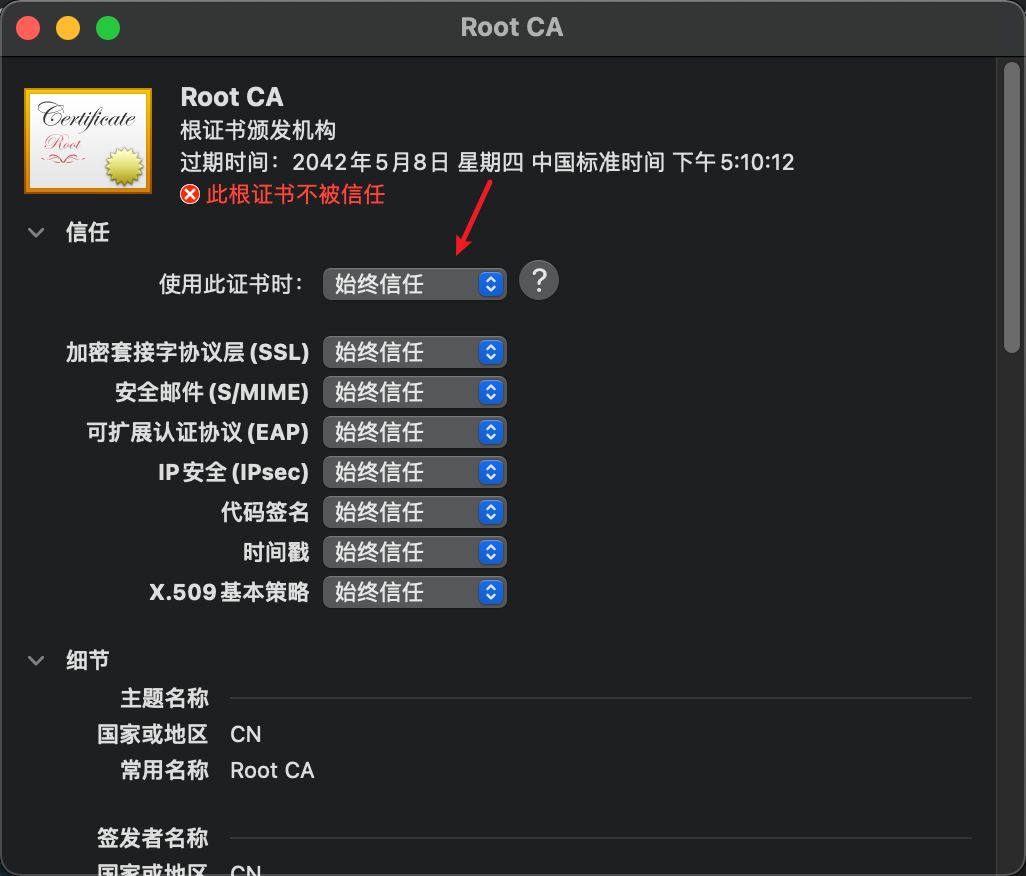 Root CA
Certificate
Root
Root CA
根证书颁发机构
过期时间：2042年5月8日 星期四 中国标准时间 下午5:10:12
此根证书不被信任
信任
使用此证书时： 始终信任 ?
加密套接字协议层 (SSL) 始终信任
安全邮件 (S/MIME) 始终信任
可扩展认证协议 (EAP) 始终信任
IP 安全 (IPsec) 始终信任
代码签名 始终信任
时间戳 始终信任
X.509 基本策略 始终信任
细节
主题名称
国家或地区 CN
常用名称 Root CA
签发者名称
国家或地区 CN